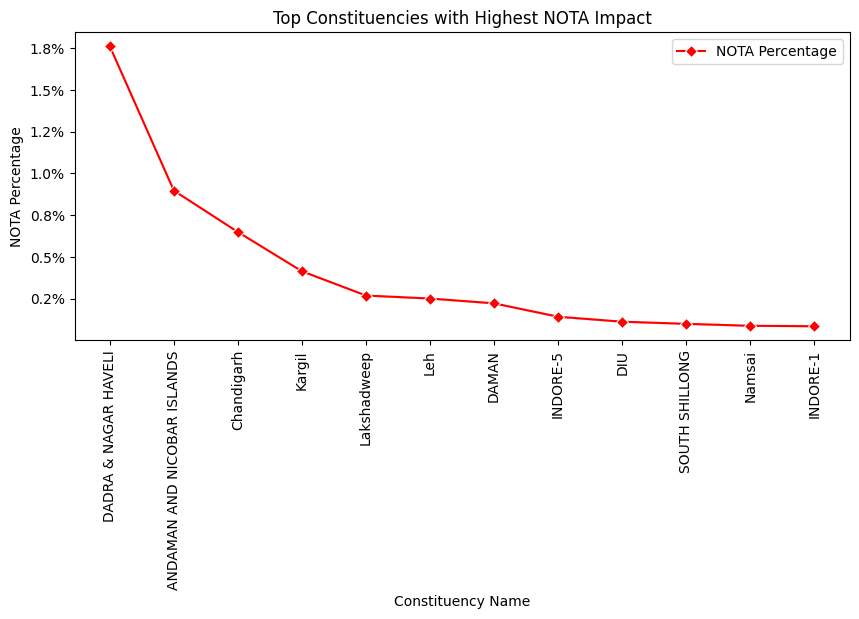 Top Constituencies with Highest NOTA Impact
NOTA Percentage
1.8%
1.5%
1.2%
1.0%
0.8%
0.5%
0.2%
NOTA Percentage
DADRA & NAGAR HAVELI
ANDAMAN AND NICOBAR ISLANDS
Chandigarh
Kargil
Lakshadweep
Leh
DAMAN
INDORE-5
DIU
SOUTH SHILLONG
Namsai
INDORE-1
Constituency Name